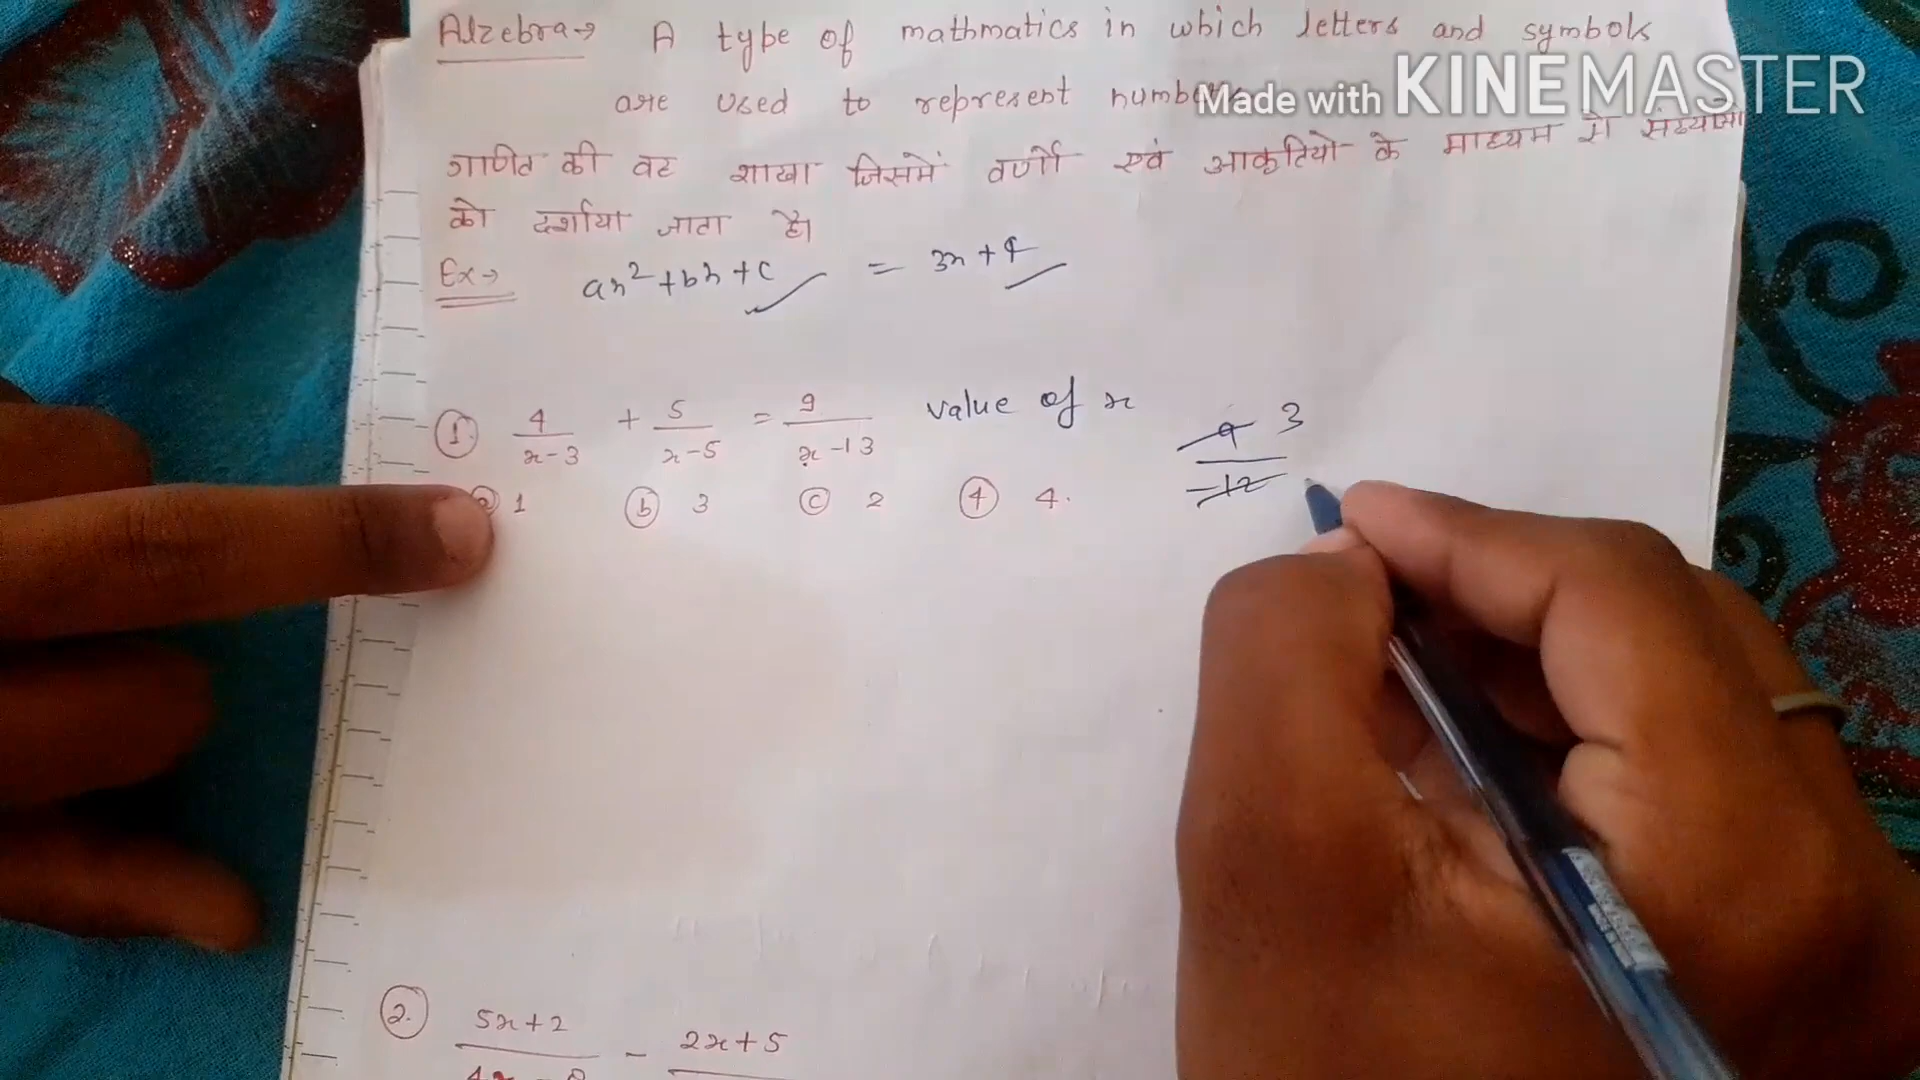 Alzebra→ A type of mathmatics in which letters and symbols
Made with KINEMASTER
are used to represent numbers
गणित की वह शाखा जिसमें वर्णो एवं आकृतियो के माध्यम से
को दर्शाया जाता है।
Ex→ ax²+bx+c = 3x+9
① 4/x-3 + 5/x-5 = 9/x-13 value of x
9 3
-12
1 ⓑ 3 ⓒ 2 ④ 4.
②. 5x+2 - 2x+5